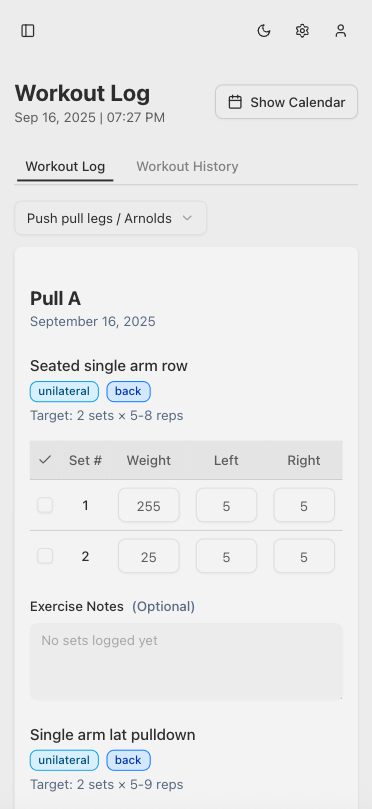 Workout Log
Sep 16, 2025 | 07:27 PM
Show Calendar
Workout Log
Workout History
Push pull legs / Arnolds
Pull A
September 16, 2025
Seated single arm row
unilateral back
Target: 2 sets × 5-8 reps
Set # Weight Left Right
1 255 5 5
2 25 5 5
Exercise Notes (Optional)
No sets logged yet
Single arm lat pulldown
unilateral back
Target: 2 sets × 5-9 reps